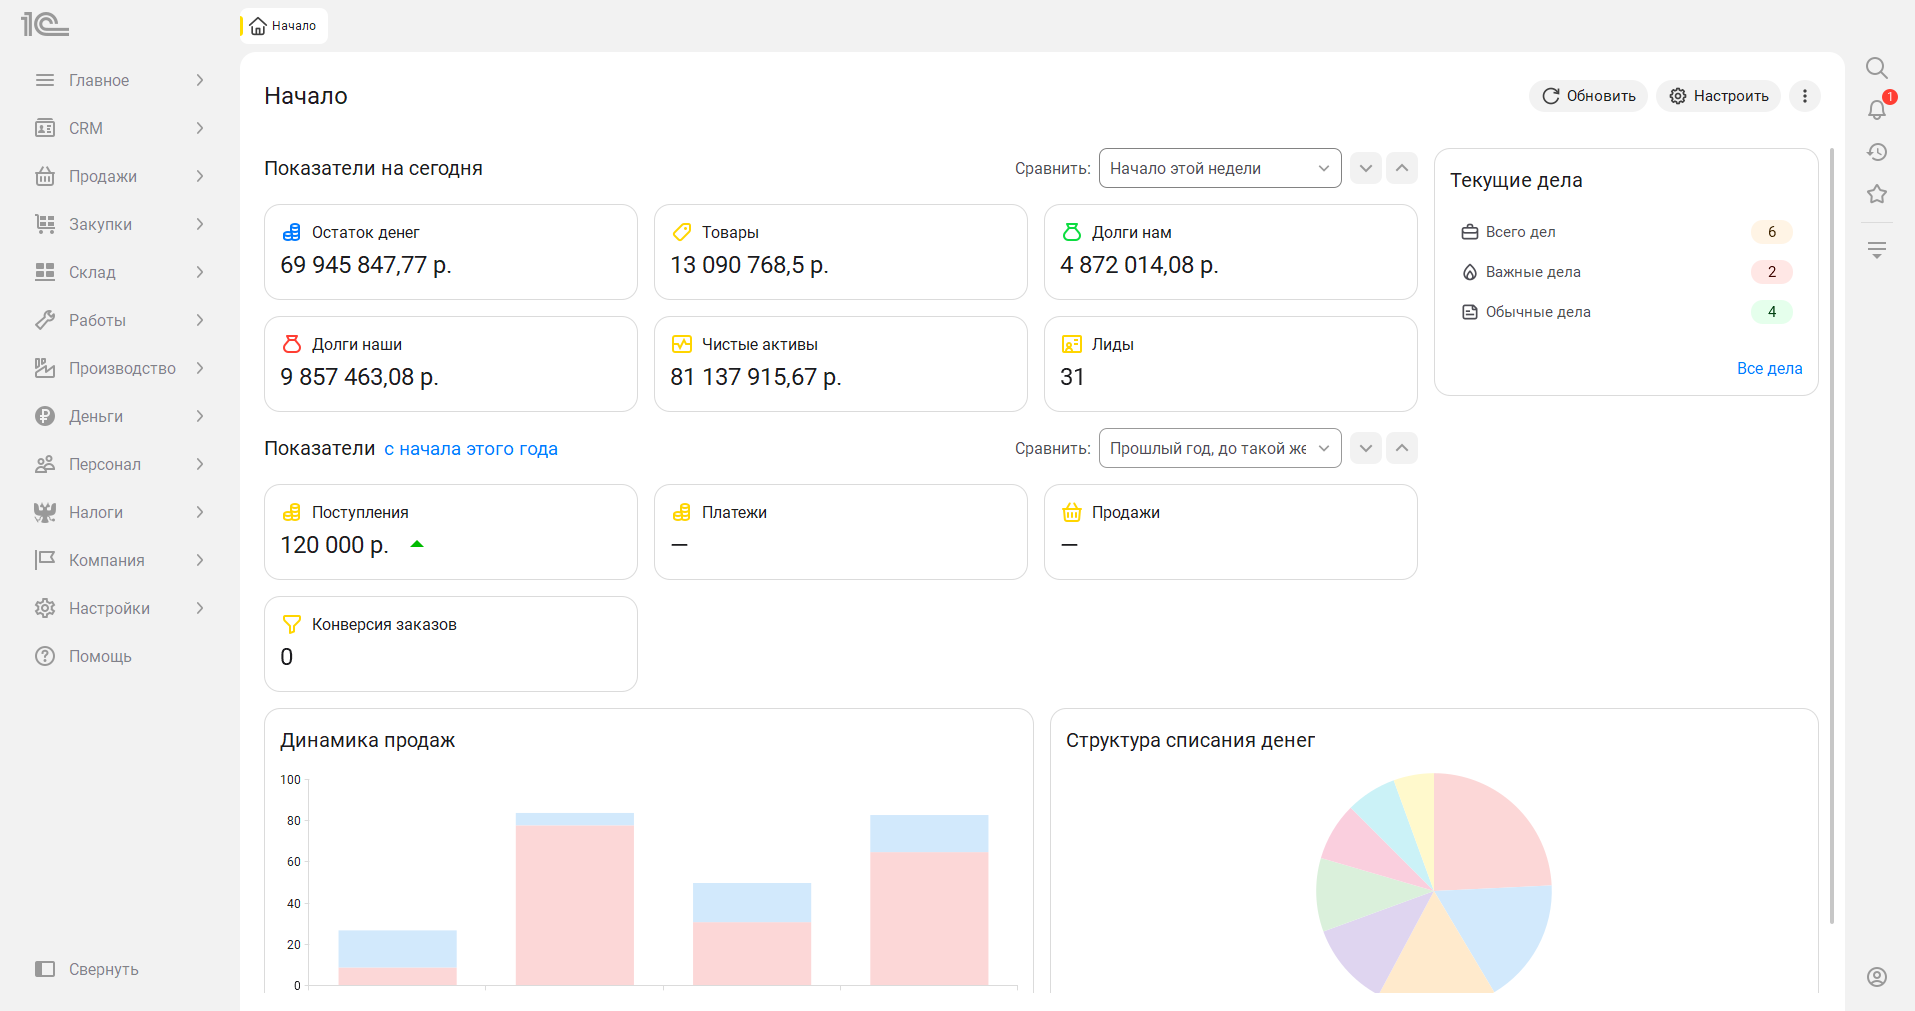 1С
Начало
Главное
CRM
Продажи
Закупки
Склад
Работы
Производство
Деньги
Персонал
Налоги
Компания
Настройки
Помощь
Свернуть
Начало
Обновить
Настроить
1
Показатели на сегодня
Сравнить: Начало этой недели
Остаток денег
69 945 847,77 р.
Товары
13 090 768,5 р.
Долги нам
4 872 014,08 р.
Долги наши
9 857 463,08 р.
Чистые активы
81 137 915,67 р.
Лиды
31
Текущие дела
Всего дел 6
Важные дела 2
Обычные дела 4
Все дела
Показатели с начала этого года
Сравнить: Прошлый год, до такой же
Поступления
120 000 р.
Платежи
—
Продажи
—
Конверсия заказов
0
Динамика продаж
100
80
60
40
20
0
Структура списания денег